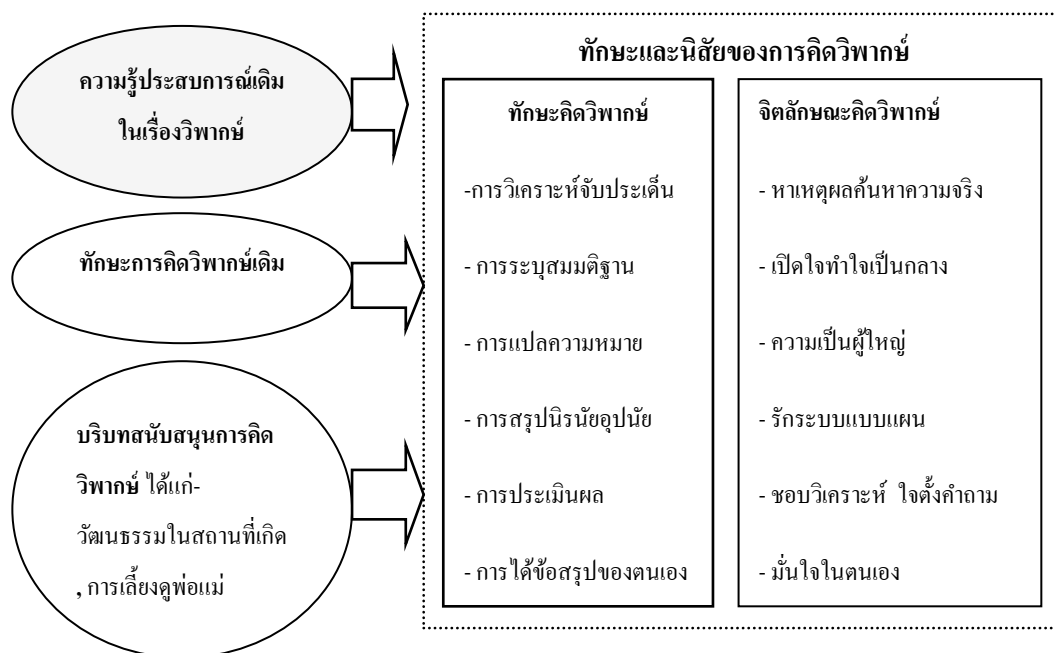 ความรู้ประสบการณ์เดิม
ในเรื่องวิพากษ์
ทักษะการคิดวิพากษ์เดิม
บริบทสนับสนุนการคิด
วิพากษ์ ได้แก่-
วัฒนธรรมในสถานที่เกิด
, การเลี้ยงดูพ่อแม่
ทักษะและนิสัยของการคิดวิพากษ์
ทักษะคิดวิพากษ์
-การวิเคราะห์จับประเด็น
- การระบุสมมติฐาน
- การแปลความหมาย
- การสรุปนิรนัยอุปนัย
- การประเมินผล
- การได้ข้อสรุปของตนเอง
จิตลักษณะคิดวิพากษ์
- หาเหตุผลค้นหาความจริง
- เปิดใจทำใจเป็นกลาง
- ความเป็นผู้ใหญ่
- รักระบบแบบแผน
- ชอบวิเคราะห์ ใจตั้งคำถาม
- มั่นใจในตนเอง